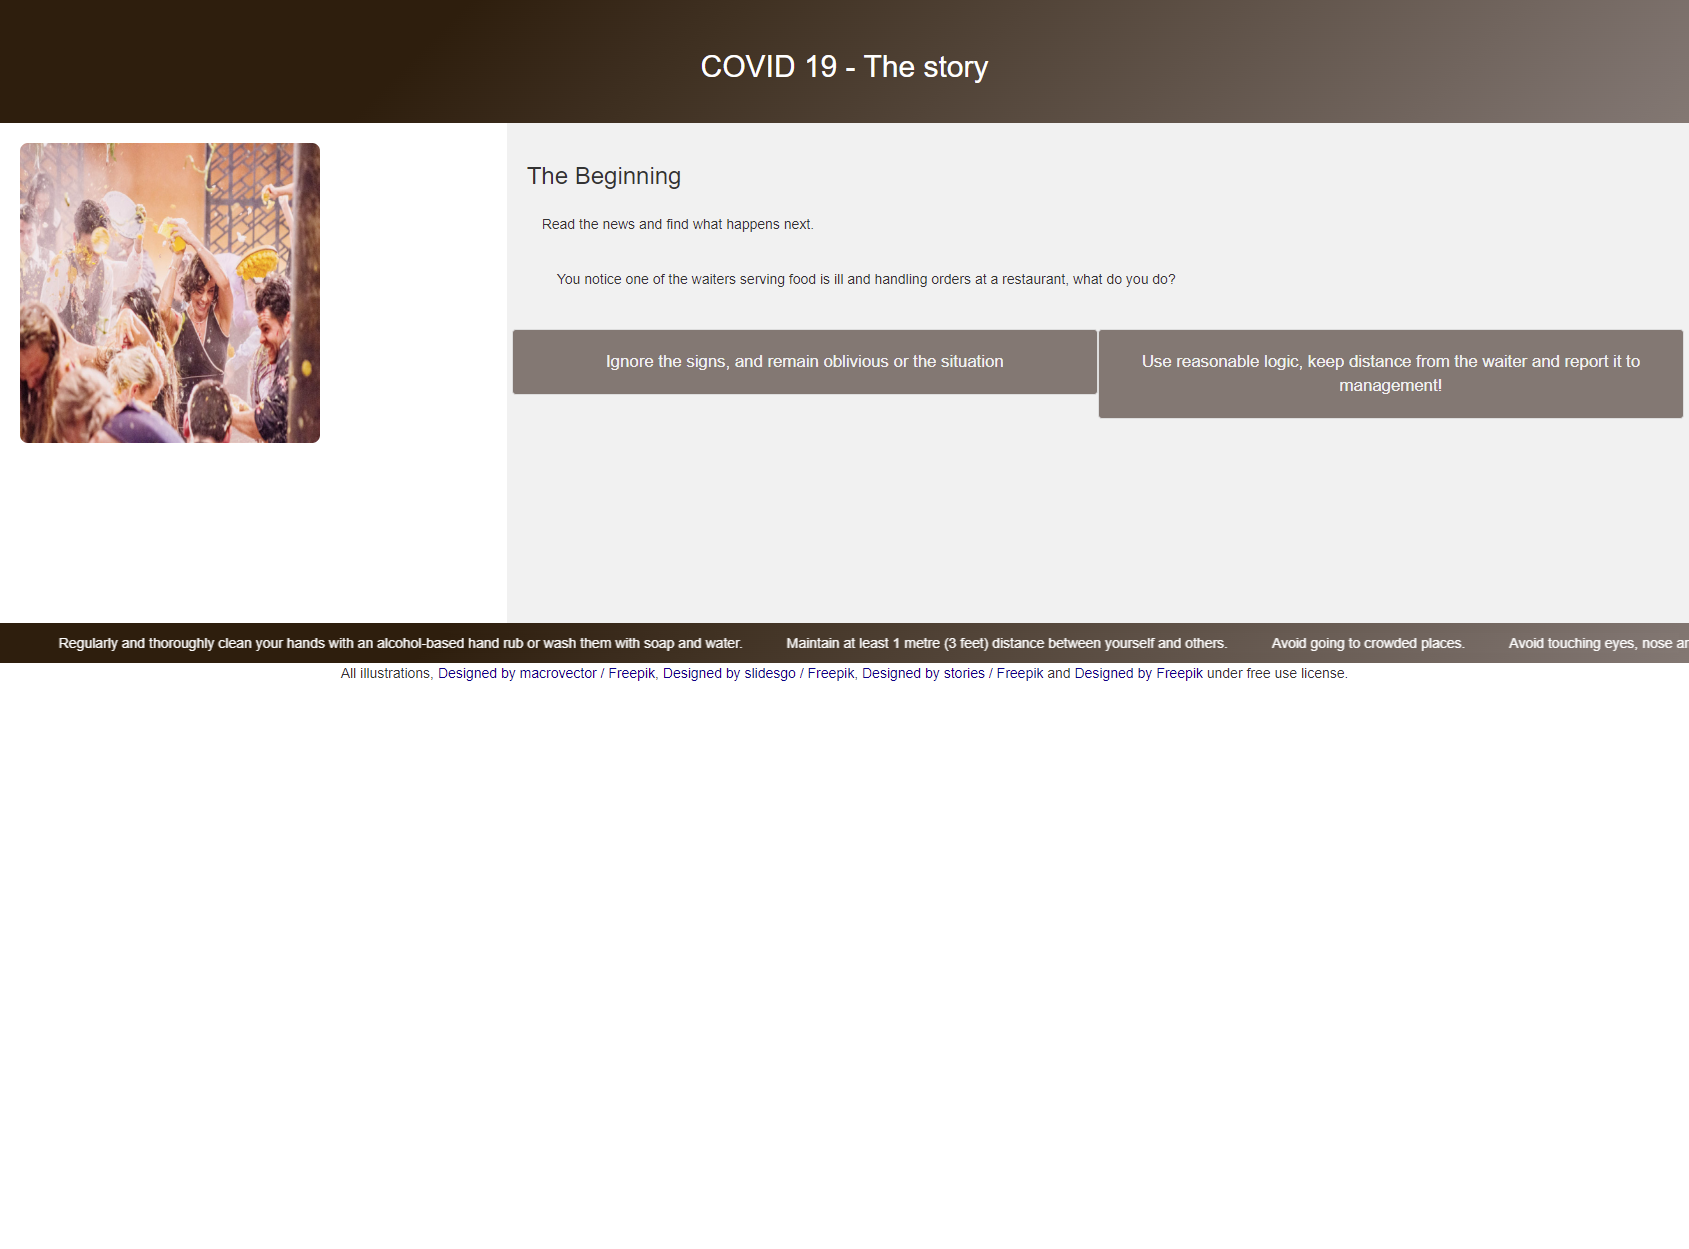 COVID 19 - The story
The Beginning
Read the news and find what happens next.
You notice one of the waiters serving food is ill and handling orders at a restaurant, what do you do?
Ignore the signs, and remain oblivious or the situation
Use reasonable logic, keep distance from the waiter and report it to
management!
Regularly and thoroughly clean your hands with an alcohol-based hand rub or wash them with soap and water. Maintain at least 1 metre (3 feet) distance between yourself and others. Avoid going to crowded places. Avoid touching eyes, nose
All illustrations, Designed by macrovector / Freepik, Designed by slidesgo / Freepik, Designed by stories / Freepik and Designed by Freepik under free use license.